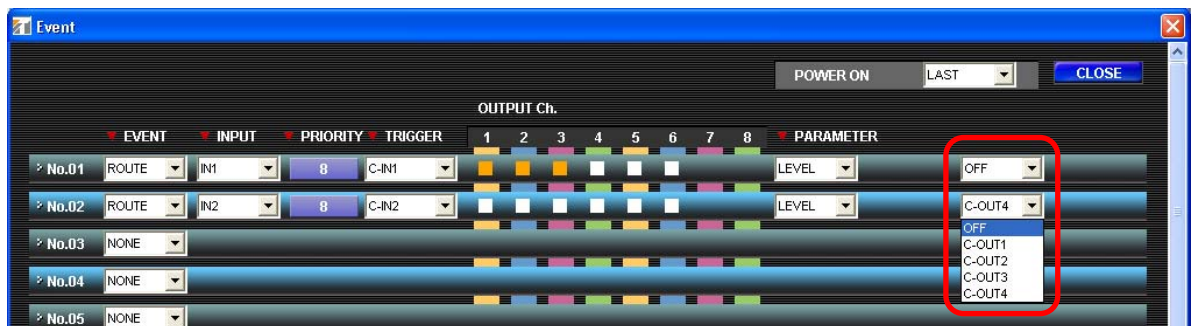 Event
POWER ON LAST CLOSE
OUTPUT Ch.
EVENT INPUT PRIORITY TRIGGER 1 2 3 4 5 6 7 8 PARAMETER
No.01 ROUTE IN1 8 C-IN1 LEVEL OFF
No.02 ROUTE IN2 8 C-IN2 LEVEL C-OUT4
OFF
No.03 NONE C-OUT1
C-OUT2
C-OUT3
No.04 NONE C-OUT4
No.05 NONE